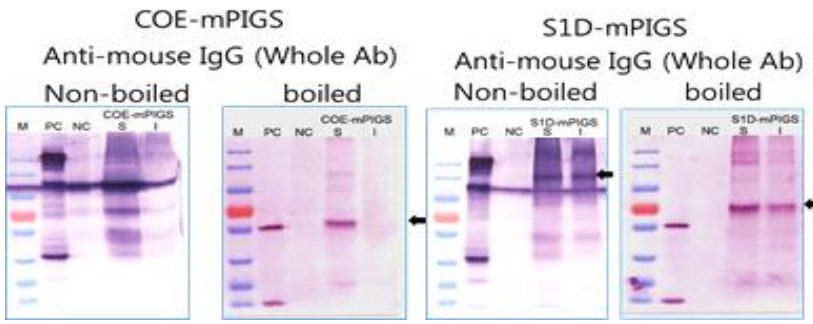 COE-mPIGS
Anti-mouse IgG (Whole Ab)
Non-boiled boiled
M PC NC COE-mPIGS S I
M PC NC COE-mPIGS S I
S1D-mPIGS
Anti-mouse IgG (Whole Ab)
Non-boiled boiled
M PC NC S1D-mPIGS S I
M PC NC S1D-mPIGS S I